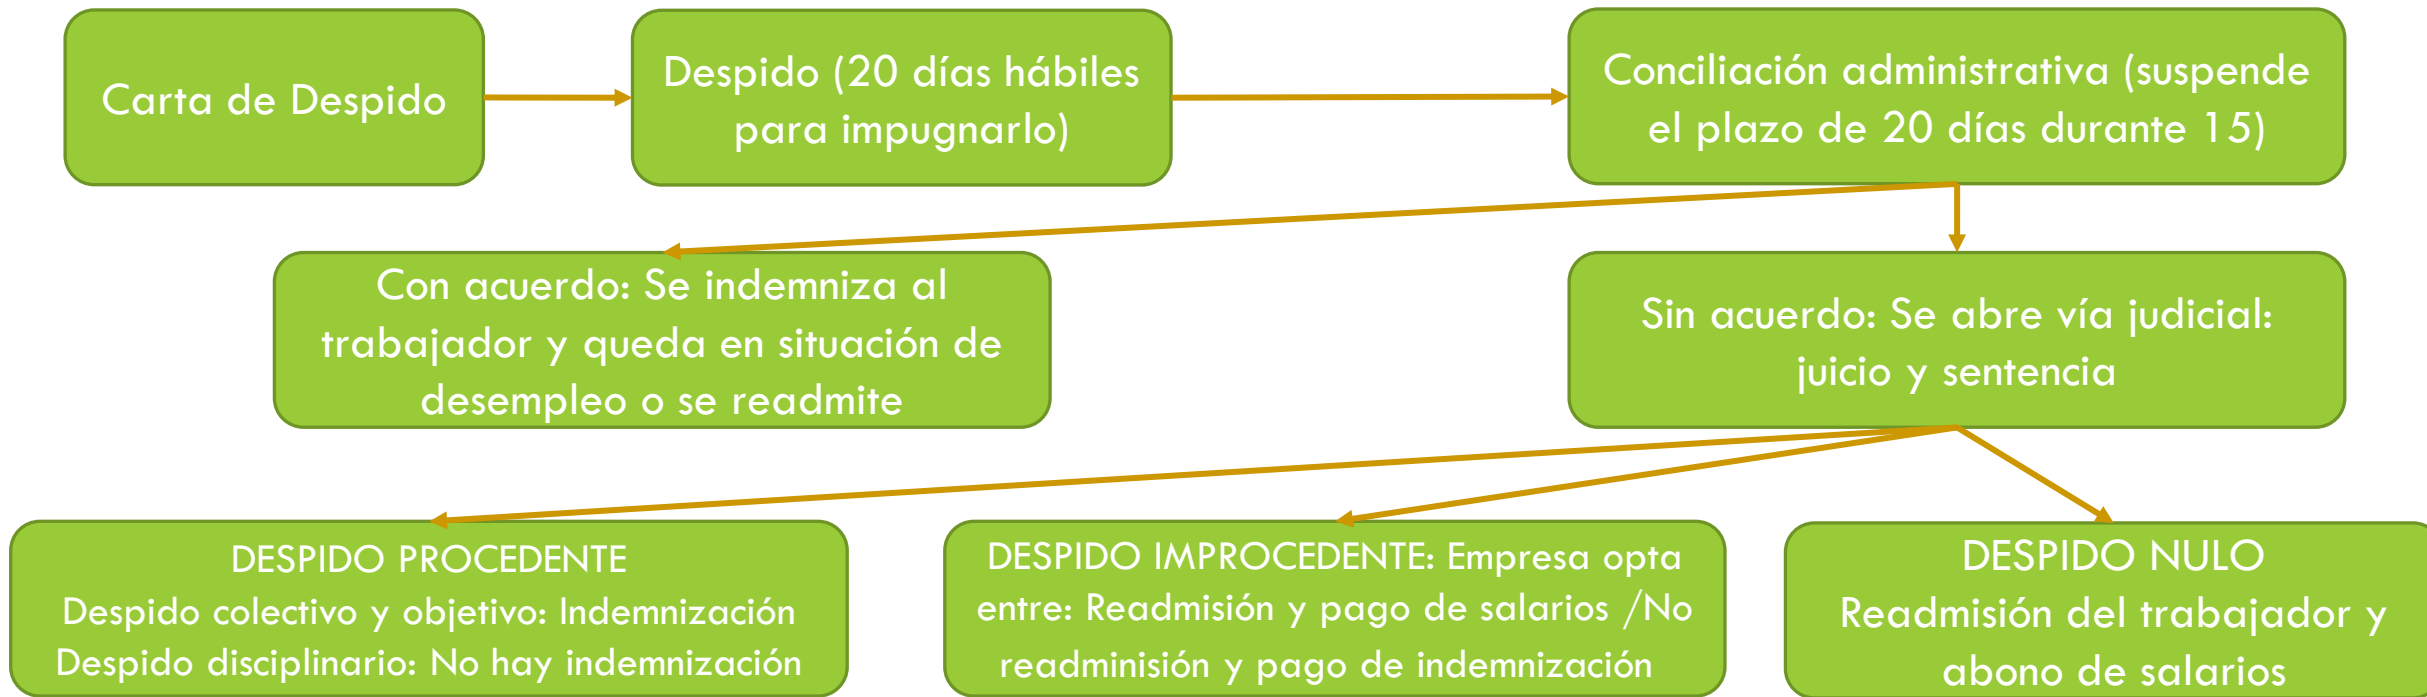 Carta de Despido
Despido (20 días hábiles
para impugnarlo)
Conciliación administrativa (suspende
el plazo de 20 días durante 15)
Con acuerdo: Se indemniza al
trabajador y queda en situación de
desempleo o se readmite
Sin acuerdo: Se abre vía judicial:
juicio y sentencia
DESPIDO PROCEDENTE
Despido colectivo y objetivo: Indemnización
Despido disciplinario: No hay indemnización
DESPIDO IMPROCEDENTE: Empresa opta
entre: Readmisión y pago de salarios /No
readminisión y pago de indemnización
DESPIDO NULO
Readmisión del trabajador y
abono de salarios